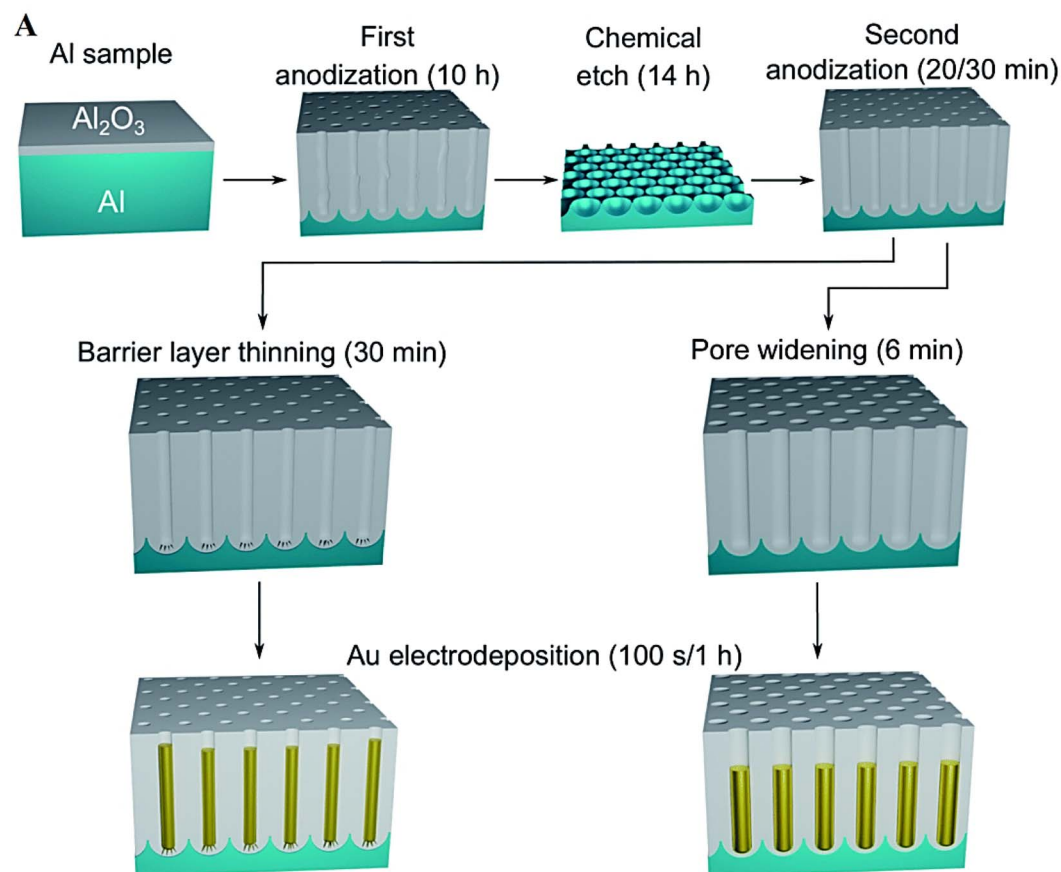 A
Al sample
First
anodization (10 h)
Chemical
etch (14 h)
Second
anodization (20/30 min)
Al₂O₃
Al
Barrier layer thinning (30 min)
Pore widening (6 min)
Au electrodeposition (100 s/1 h)